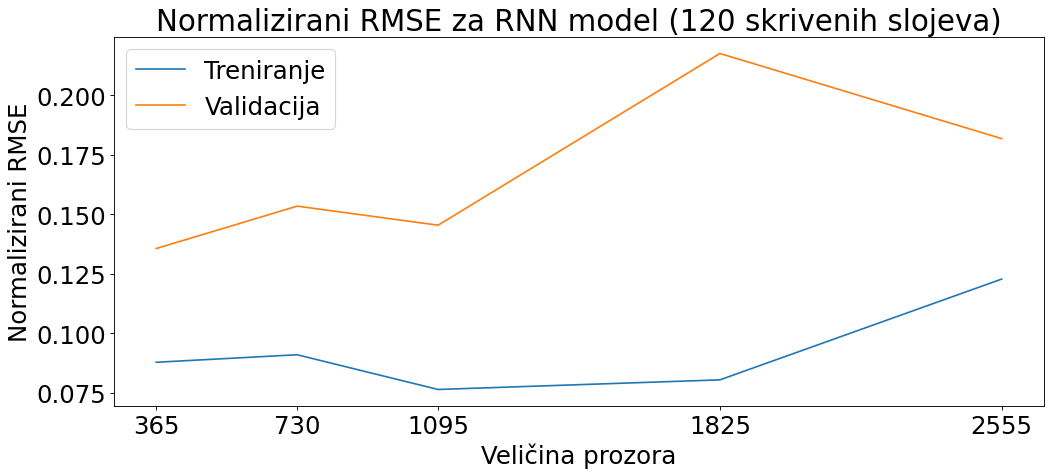 Normalizirani RMSE za RNN model (120 skrivenih slojeva)
Treniranje
Validacija
Normalizirani RMSE
0.200
0.175
0.150
0.125
0.100
0.075
365 730 1095 1825 2555
Veličina prozora